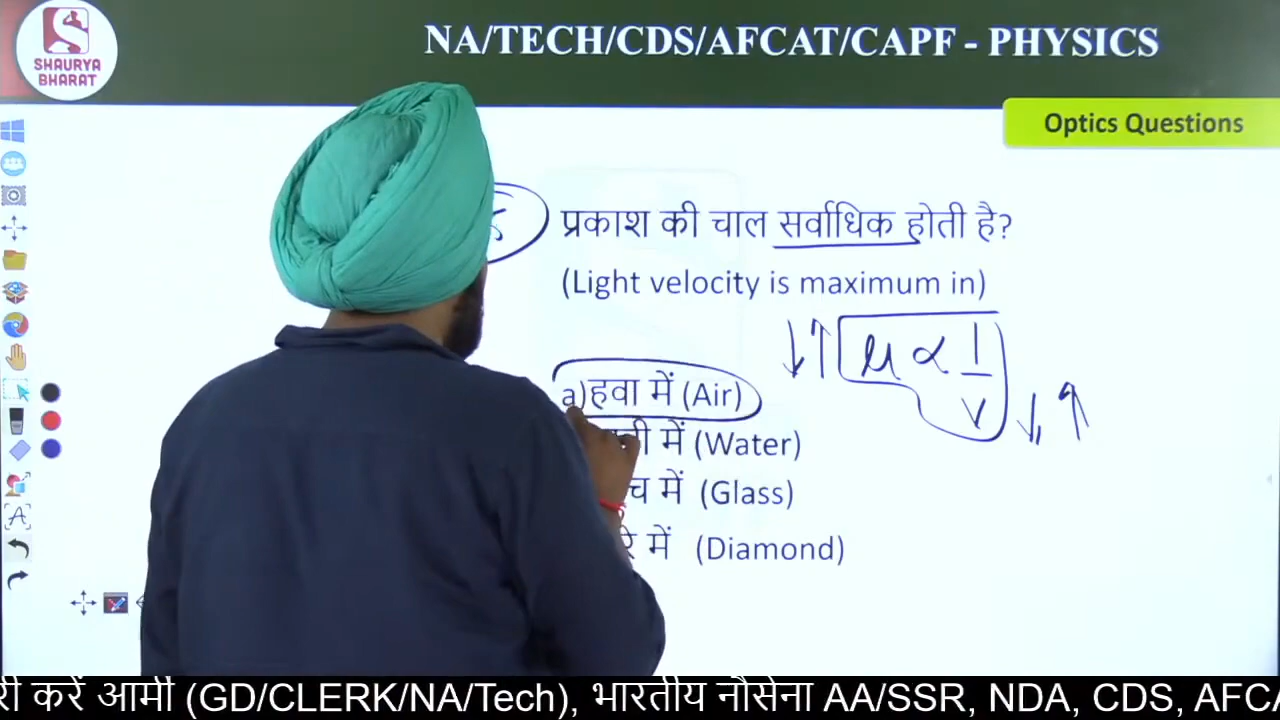 SHAURYA
BHARAT
NA/TECH/CDS/AFCAT/CAPF - PHYSICS
Optics Questions
प्रकाश की चाल सर्वाधिक होती है?
(Light velocity is maximum in)
μ ∝ 1/v
a)हवा में (Air)
में (Water)
में (Glass)
में (Diamond)
करें आर्मी (GD/CLERK/NA/Tech), भारतीय नौसेना AA/SSR, NDA, CDS,